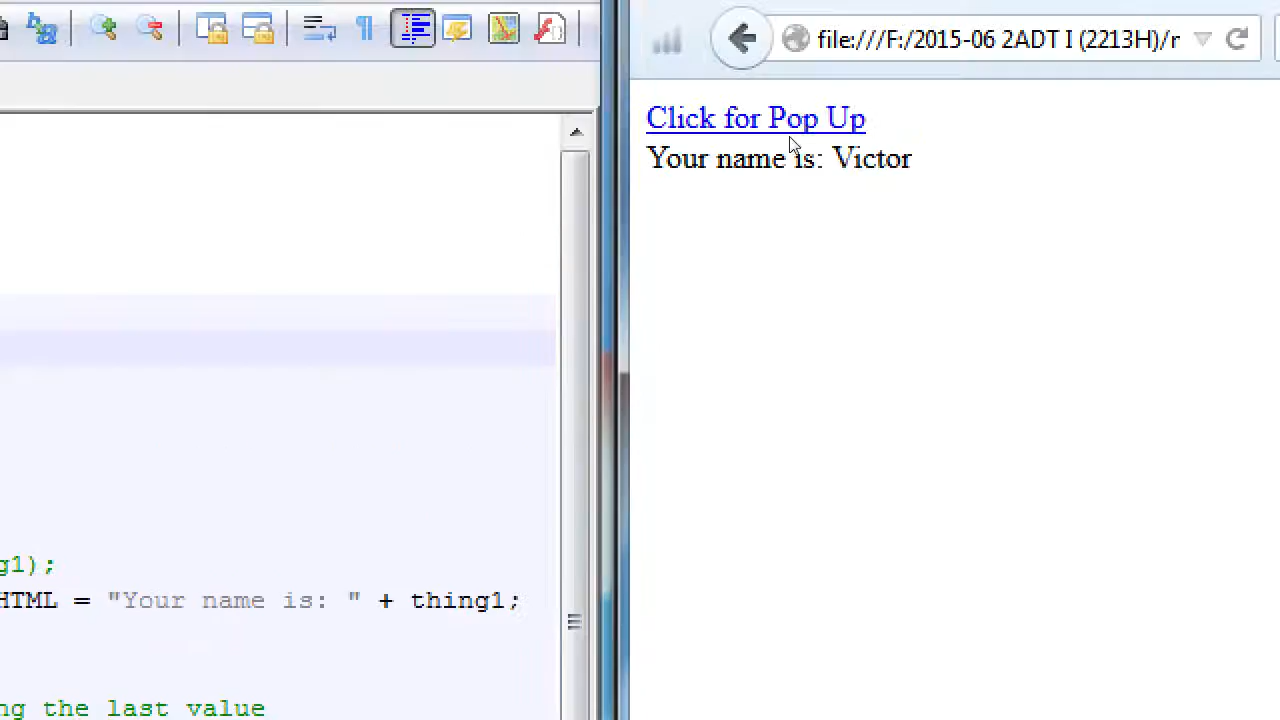 file:///F:/2015-06 2ADT I (2213H)/r
Click for Pop Up
Your name is: Victor
g1);
HTML = "Your name is: " + thing1;
ng the last value